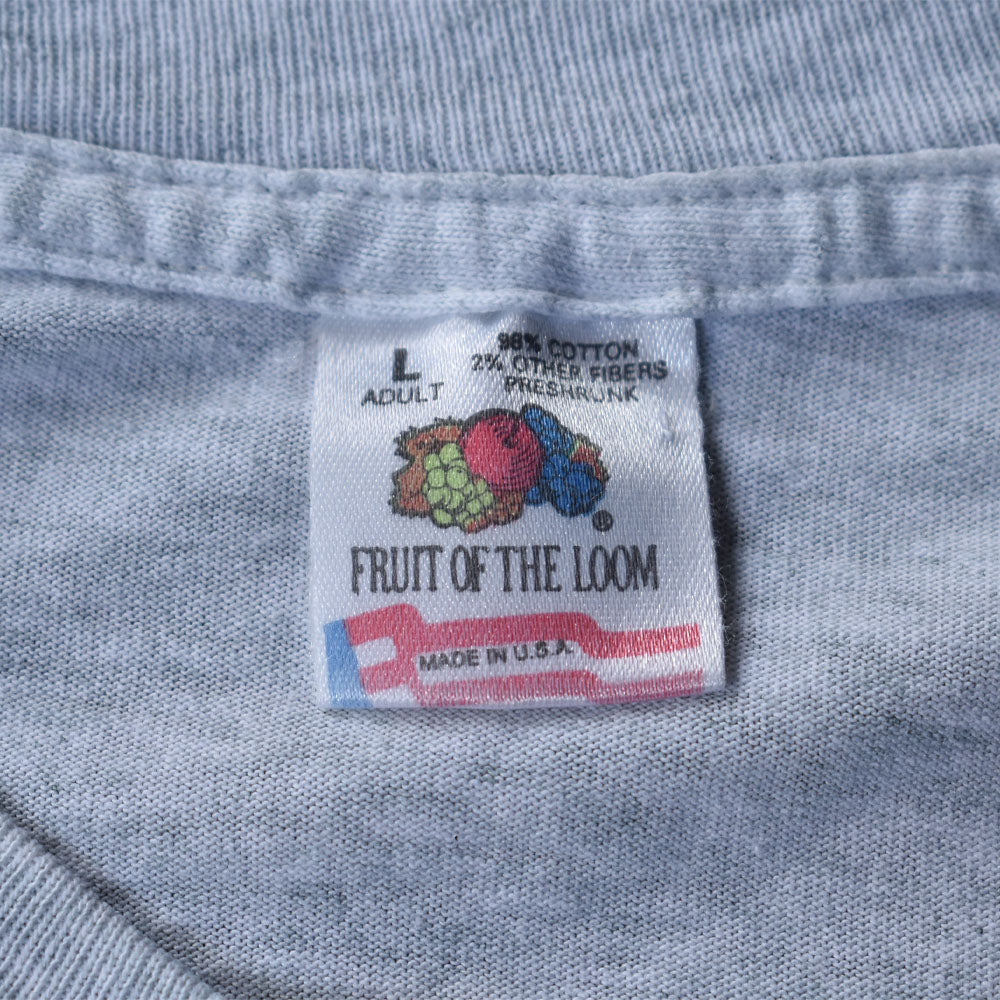 L
ADULT
98% COTTON
2% OTHER FIBERS
PRESHRUNK
®
FRUIT OF THE LOOM
MADE IN U.S.A.